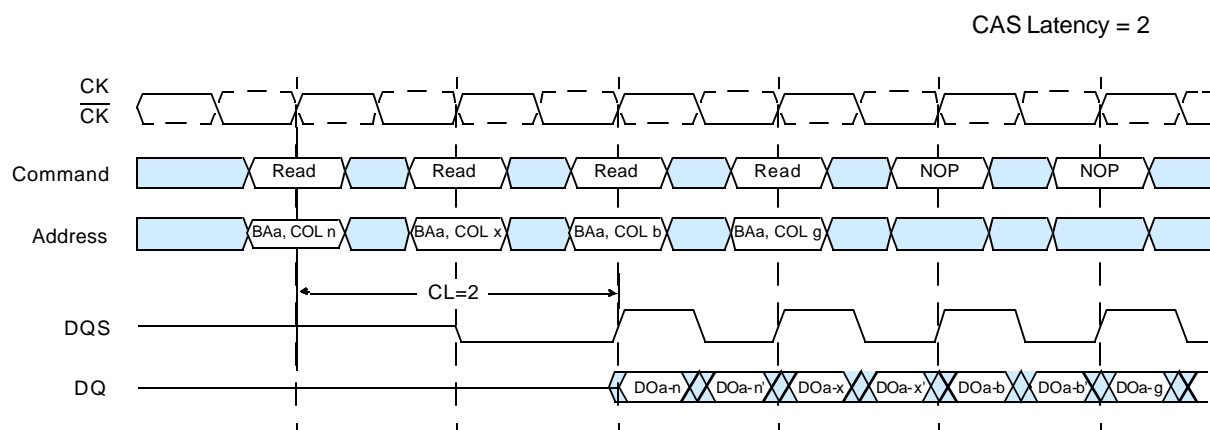 CAS Latency = 2
CK
CK
Command Read Read Read Read NOP NOP
Address BAa, COL n BAa, COL x BAa, COL b BAa, COL g
CL=2
DQS
DQ DOa-n DOa-n' DOa-x DOa-x' DOa-b DOa-b' DOa-g